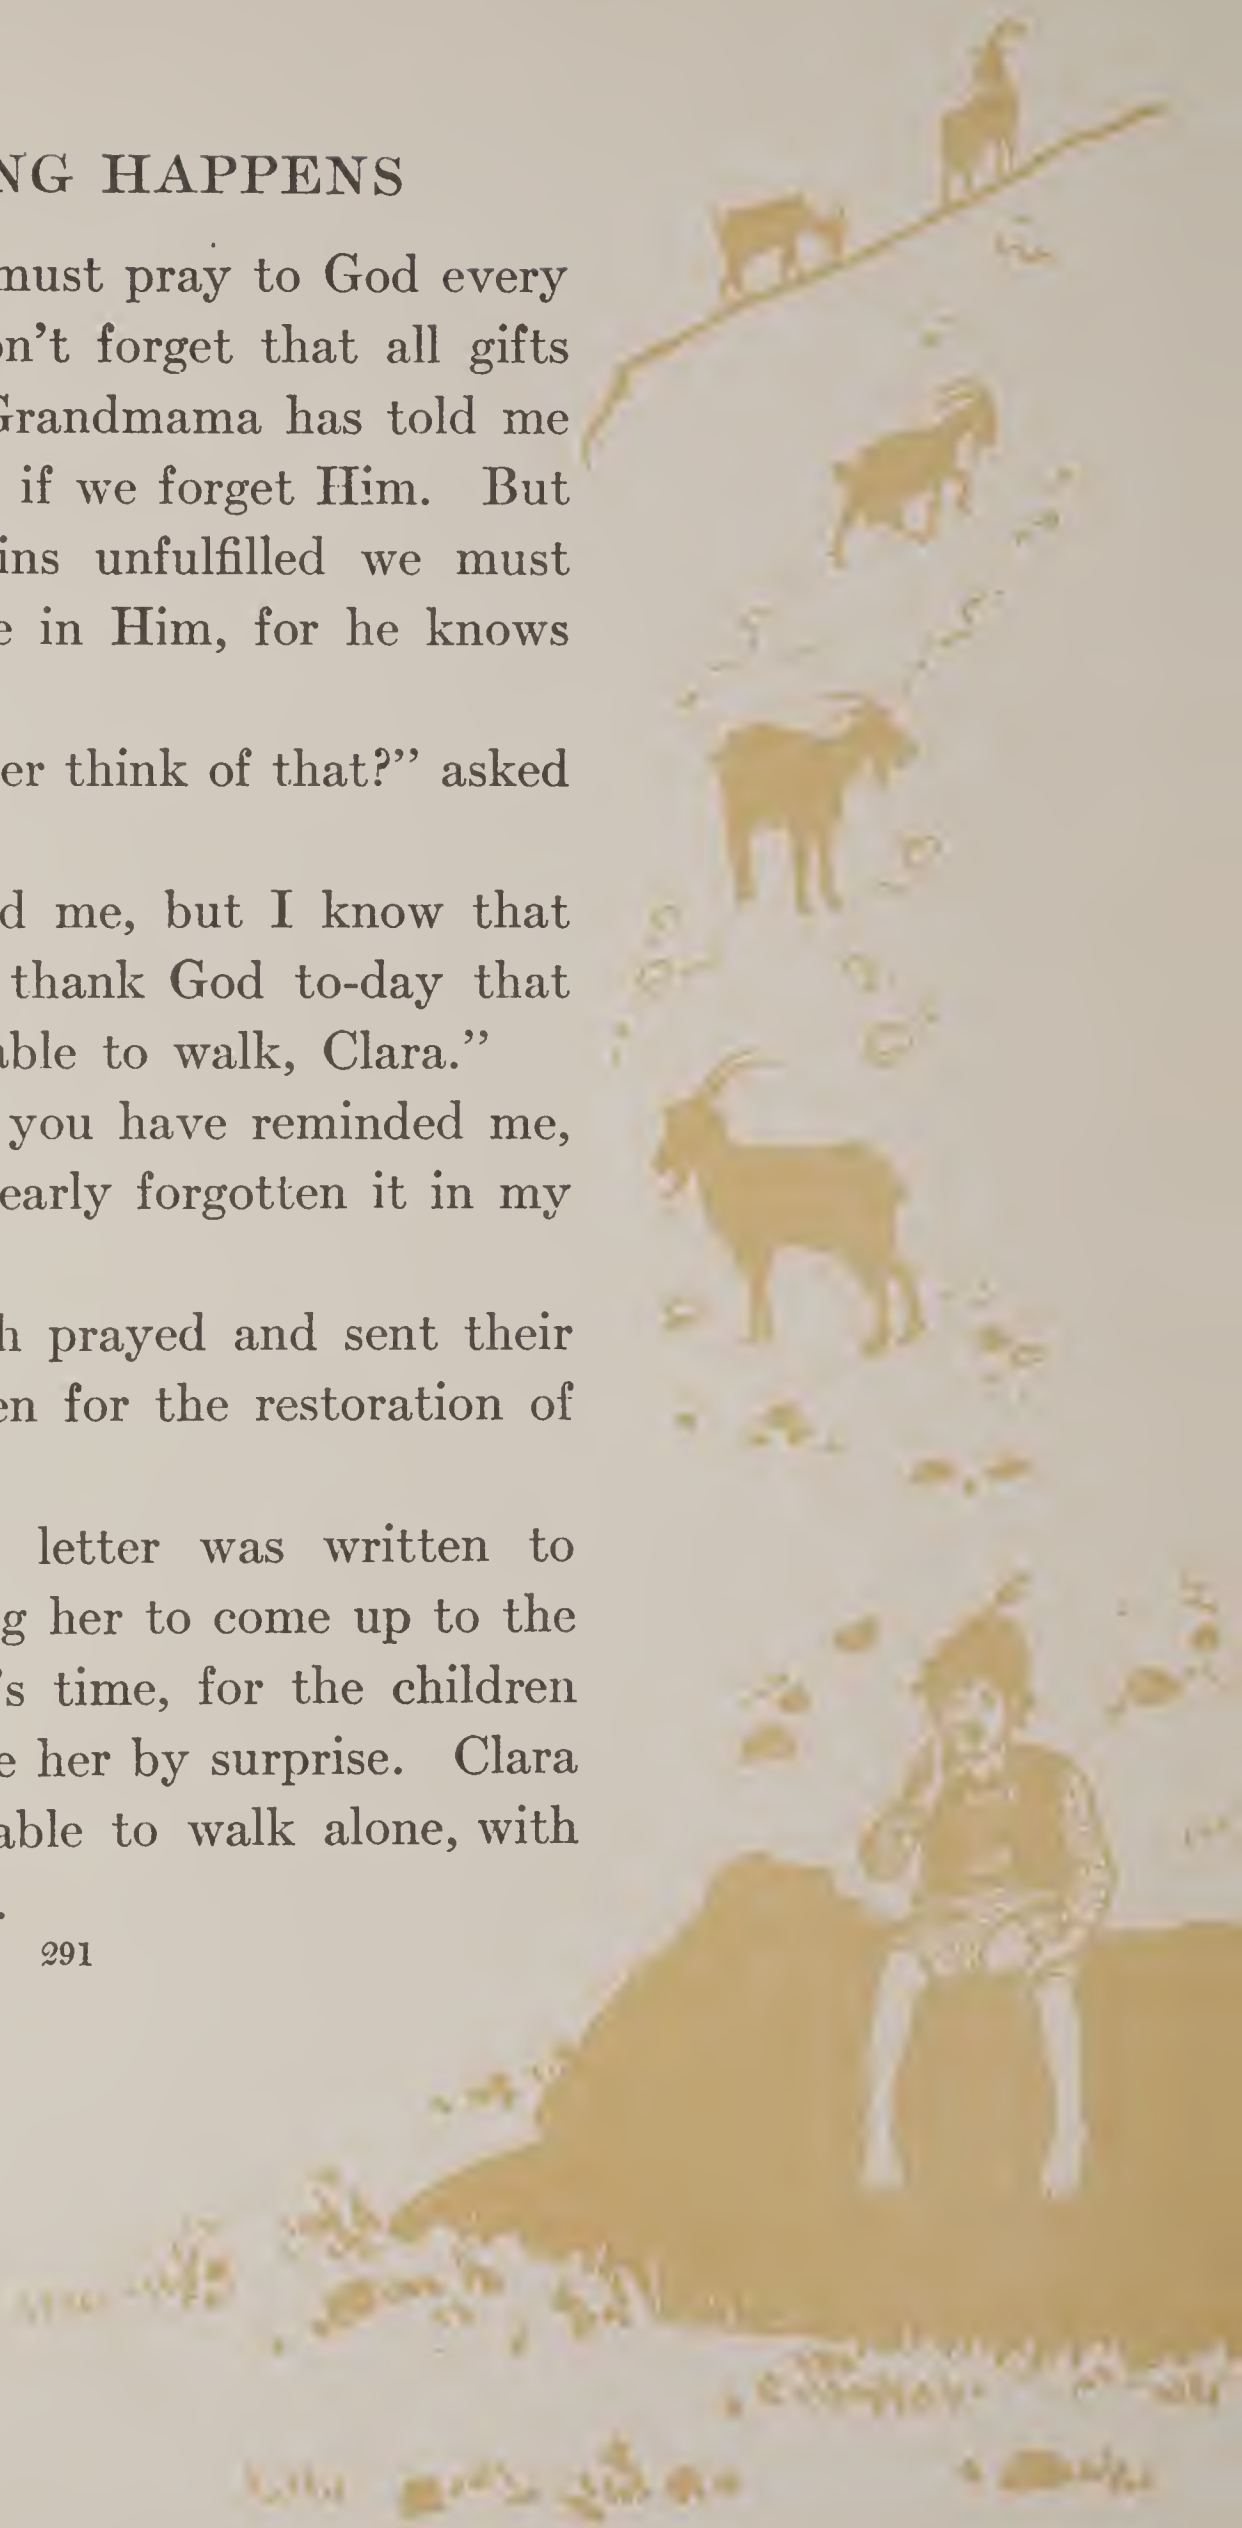 NG HAPPENS
must pray to God every
n't forget that all gifts
Grandmama has told me
if we forget Him. But
ins unfulfilled we must
e in Him, for he knows
er think of that?" asked
d me, but I know that
thank God to-day that
able to walk, Clara."
you have reminded me,
early forgotten it in my
h prayed and sent their
en for the restoration of
letter was written to
g her to come up to the
's time, for the children
e her by surprise. Clara
able to walk alone, with
.
291